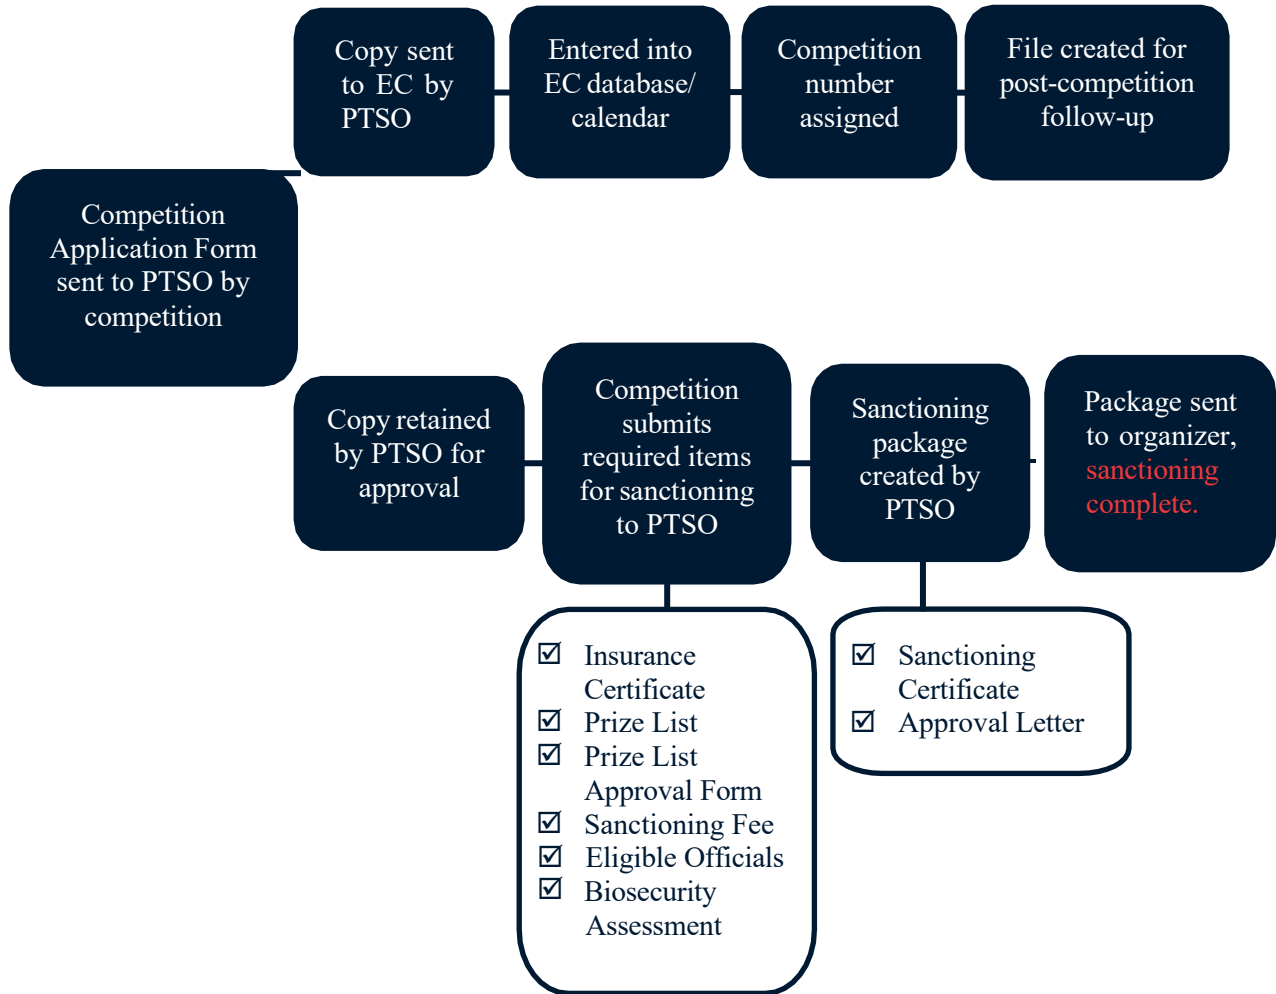 Copy sent
to EC by
PTSO
Entered into
EC database/
calendar
Competition
number
assigned
File created for
post-competition
follow-up
Competition
Application Form
sent to PTSO by
competition
Copy retained
by PTSO for
approval
Competition
submits
required items
for sanctioning
to PTSO
Sanctioning
package
created by
PTSO
Package sent
to organizer,
sanctioning
complete.
☑ Insurance
Certificate
☑ Prize List
☑ Prize List
Approval Form
☑ Sanctioning Fee
☑ Eligible Officials
☑ Biosecurity
Assessment
☑ Sanctioning
Certificate
☑ Approval Letter